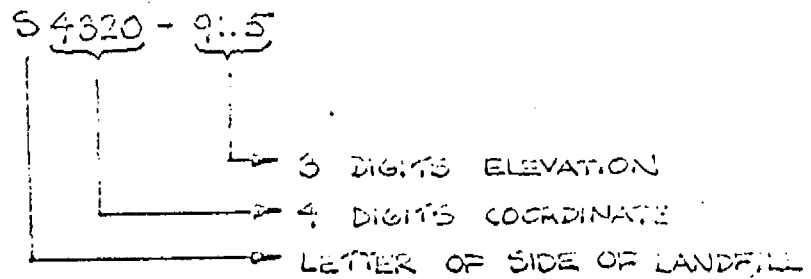 S 4320 - 9...5
3 DIGITS ELEVATION
4 DIGITS COORDINATE
LETTER OF SIDE OF LANDFILL